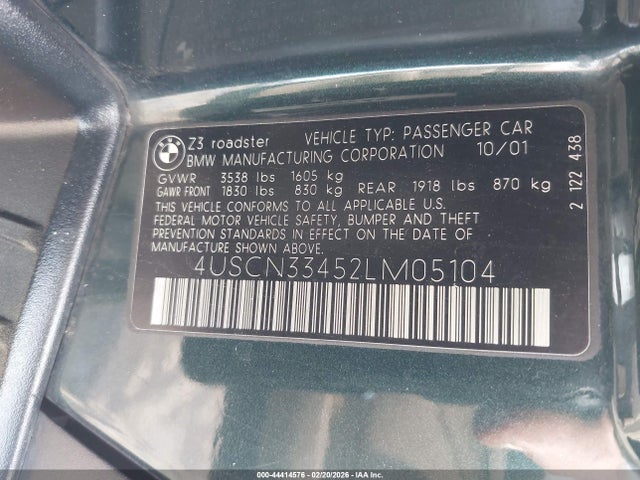 BMW
Z3 roadster VEHICLE TYP: PASSENGER CAR
BMW MANUFACTURING CORPORATION 10/01
GVWR 3538 lbs 1605 kg
GAWR FRONT 1830 lbs 830 kg REAR 1918 lbs 870 kg
THIS VEHICLE CONFORMS TO ALL APPLICABLE U.S.
FEDERAL MOTOR VEHICLE SAFETY, BUMPER AND THEFT
PREVENTION STANDARDS IN EFFECT ON THE DATE OF
MANUFACTURE SHOWN ABOVE.
4USCN33452LM05104
2 122 438
000-44414576 - 02/20/2026 - IAA Inc.